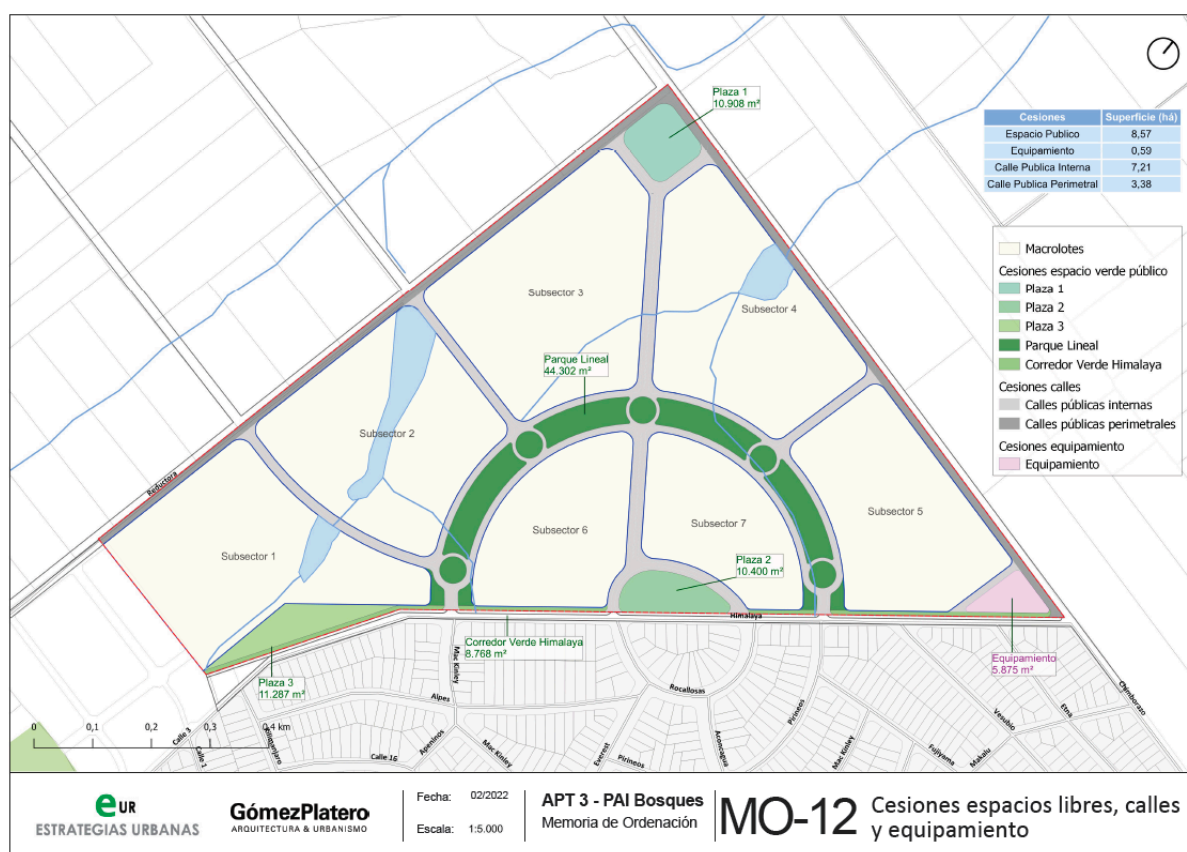 Plaza 1
10.908 m²
Cesiones Superficie (há)
Espacio Publico 8,57
Equipamiento 0,59
Calle Publica Interna 7,21
Calle Publica Perimetral 3,38
Macrolotes
Cesiones espacio verde público
Plaza 1
Plaza 2
Plaza 3
Parque Lineal
Corredor Verde Himalaya
Cesiones calles
Calles públicas internas
Calles públicas perimetrales
Cesiones equipamiento
Equipamiento
Subsector 3
Subsector 4
Parque Lineal
44.302 m²
Subsector 2
Reductora
Subsector 5
Subsector 6
Subsector 7
Subsector 1
Plaza 2
10.400 m²
Himalaya
Corredor Verde Himalaya
8.768 m²
Mac Kinley
Equipamiento
5.875 m²
Plaza 3
11.287 m²
Rocallosas
Alpes
Pirineos
Chimborazo
Etna
Vesubio
0 0,1 0,2 0,3 0,4 km
Calle 3
Calle 1
Kilimanjaro
Calle 16
Apeninos
Mac Kinley
Everest
Pirineos
Aconcagua
Mac Kinley
Fujiyama
Makalu
eUR
ESTRATEGIAS URBANAS
GómezPlatero
ARQUITECTURA & URBANISMO
Fecha: 02/2022
Escala: 1:5.000
APT 3 - PAI Bosques
Memoria de Ordenación
MO-12
Cesiones espacios libres, calles
y equipamiento